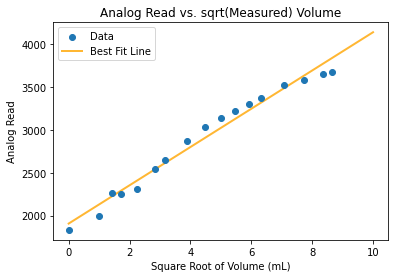 Analog Read vs. sqrt(Measured) Volume
Data
Best Fit Line
4000
3500
3000
2500
2000
Analog Read
0
2
4
6
8
10
Square Root of Volume (mL)